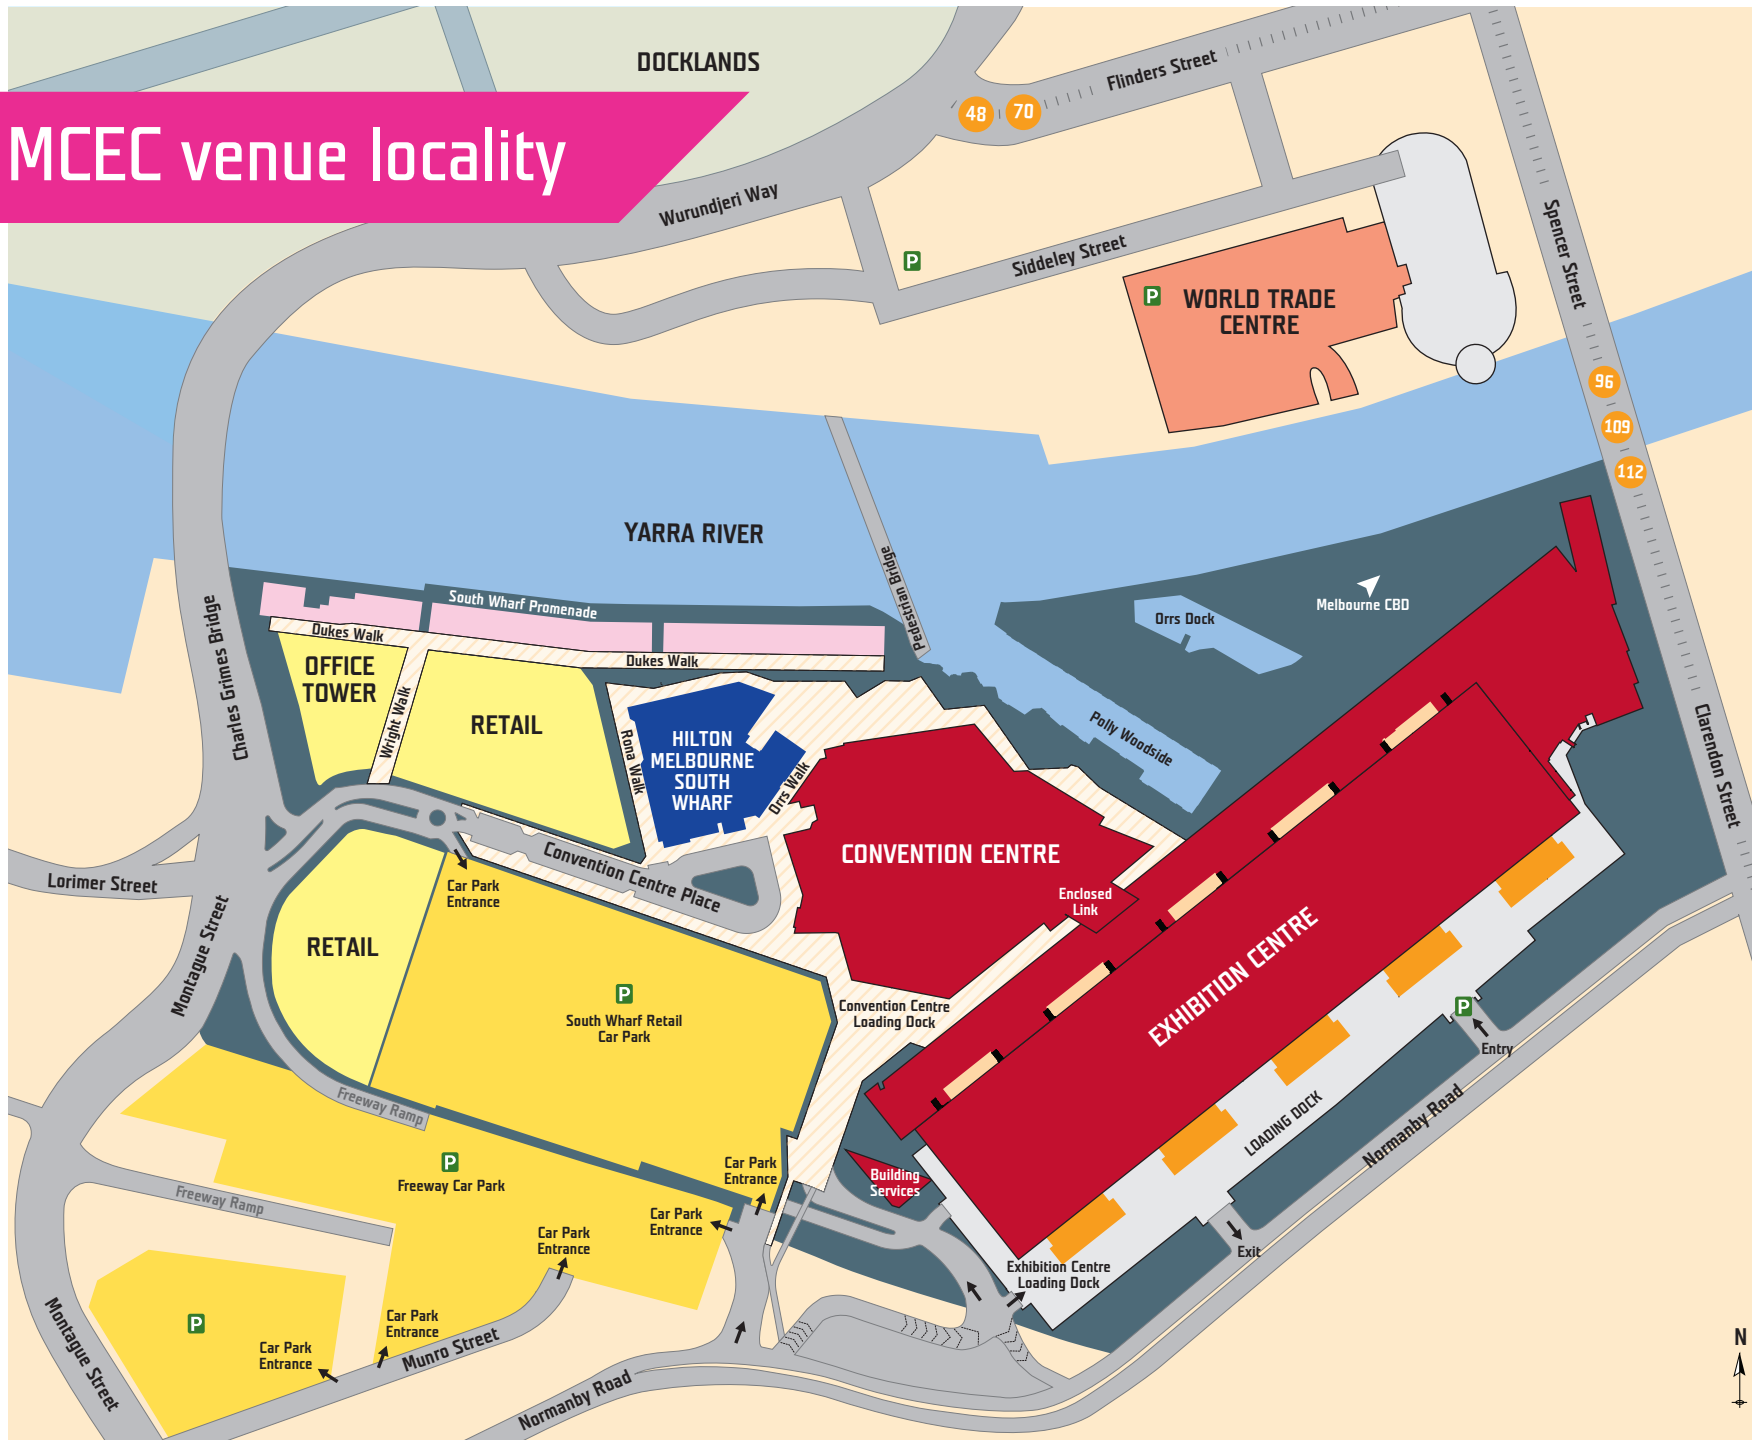 DOCKLANDS
MCEC venue locality
Flinders Street
48
70
Wurundjeri Way
Siddeley Street
P
P
WORLD TRADE
CENTRE
Spencer Street
96
109
112
YARRA RIVER
Pedestrian Bridge
Melbourne CBD
Orrs Dock
Polly Woodside
Clarendon Street
South Wharf Promenade
Dukes Walk
Dukes Walk
Charles Grimes Bridge
OFFICE
TOWER
Wright Walk
RETAIL
Rona Walk
HILTON
MELBOURNE
SOUTH
WHARF
Orrs Walk
CONVENTION CENTRE
Enclosed
Link
Convention Centre Place
Lorimer Street
Car Park
Entrance
Montague Street
RETAIL
P
South Wharf Retail
Car Park
Convention Centre
Loading Dock
EXHIBITION CENTRE
P
Entry
LOADING DOCK
Normanby Road
Freeway Ramp
P
Freeway Car Park
Car Park
Entrance
Building
Services
Freeway Ramp
Car Park
Entrance
Car Park
Entrance
Exit
Exhibition Centre
Loading Dock
P
Car Park
Entrance
Car Park
Entrance
Munro Street
Montague Street
Normanby Road
N